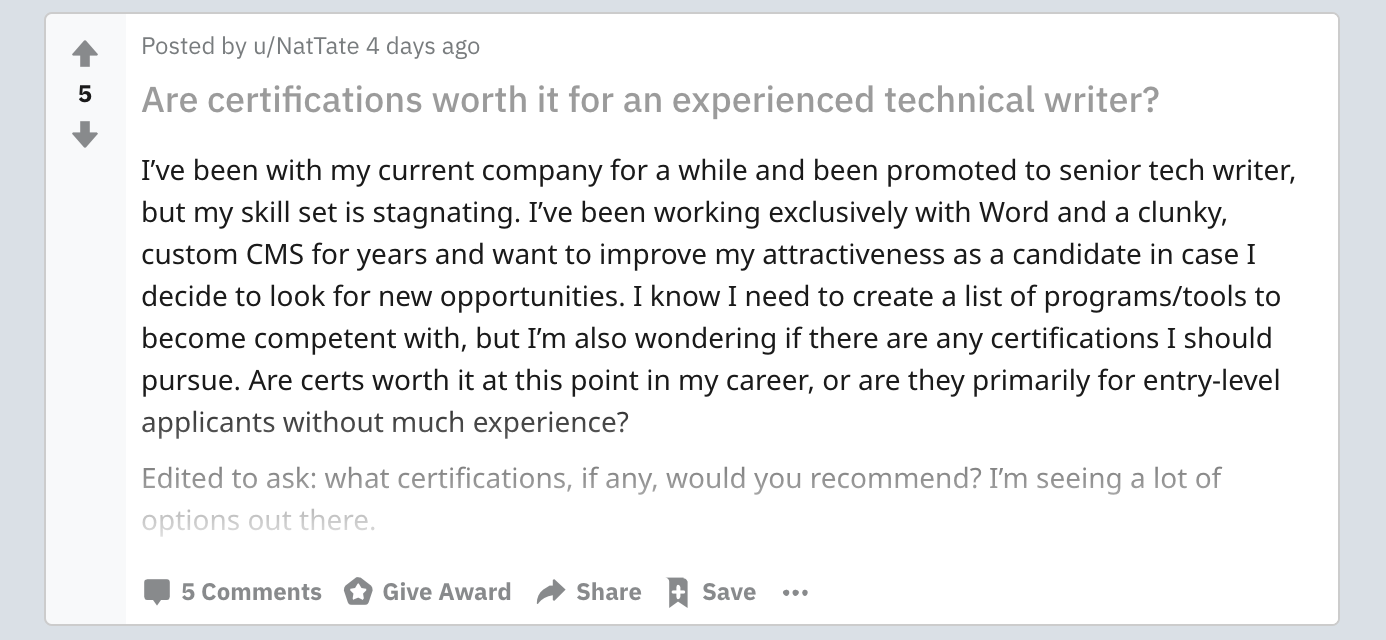 Posted by u/NatTate 4 days ago
5
Are certifications worth it for an experienced technical writer?
I’ve been with my current company for a while and been promoted to senior tech writer,
but my skill set is stagnating. I’ve been working exclusively with Word and a clunky,
custom CMS for years and want to improve my attractiveness as a candidate in case I
decide to look for new opportunities. I know I need to create a list of programs/tools to
become competent with, but I’m also wondering if there are any certifications I should
pursue. Are certs worth it at this point in my career, or are they primarily for entry-level
applicants without much experience?
Edited to ask: what certifications, if any, would you recommend? I’m seeing a lot of
options out there.
5 Comments Give Award Share Save ...